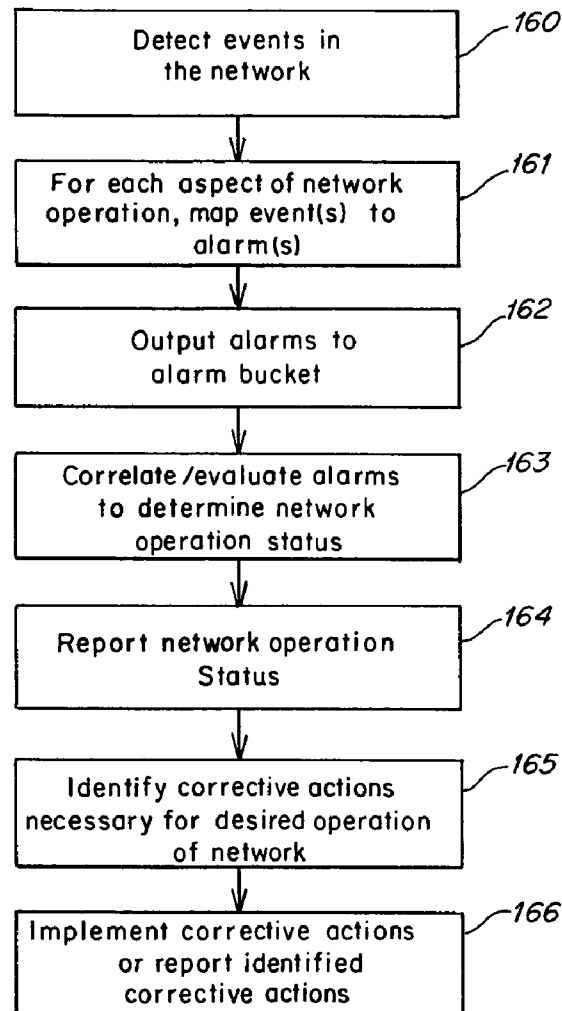 160
Detect events in
the network
161
For each aspect of network
operation, map event(s) to
alarm(s)
162
Output alarms to
alarm bucket
163
Correlate/evaluate alarms
to determine network
operation status
164
Report network operation
Status
165
Identify corrective actions
necessary for desired operation
of network
166
Implement corrective actions
or report identified
corrective actions